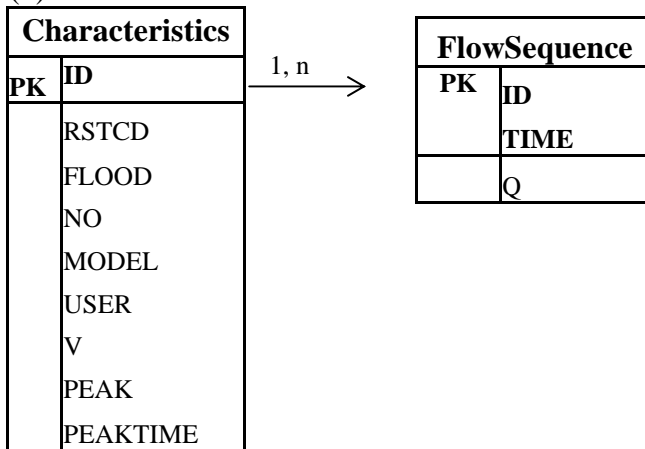 Characteristics
PK ID
RSTCD
FLOOD
NO
MODEL
USER
V
PEAK
PEAKTIME
1, n
FlowSequence
PK ID
TIME
Q